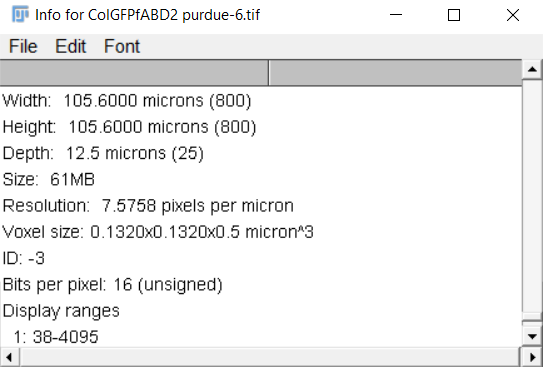 Info for ColGFPfABD2 purdue-6.tif
File Edit Font
Width: 105.6000 microns (800)
Height: 105.6000 microns (800)
Depth: 12.5 microns (25)
Size: 61MB
Resolution: 7.5758 pixels per micron
Voxel size: 0.1320x0.1320x0.5 micron^3
ID: -3
Bits per pixel: 16 (unsigned)
Display ranges
1: 38-4095